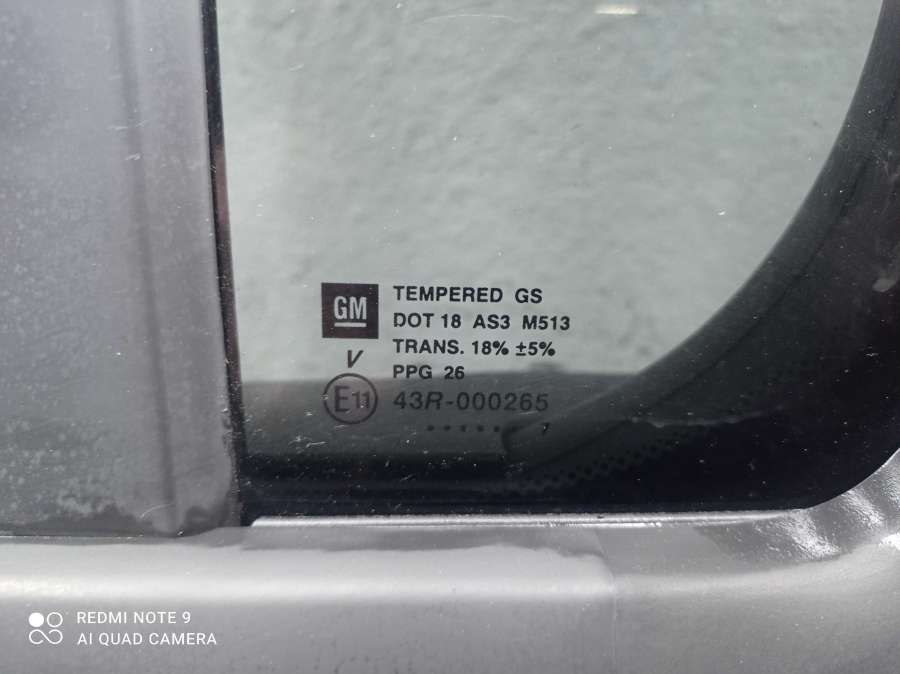 GM
TEMPERED GS
DOT 18 AS3 M513
TRANS. 18% ±5%
V
PPG 26
E11
43R-000265
7
REDMI NOTE 9
AI QUAD CAMERA